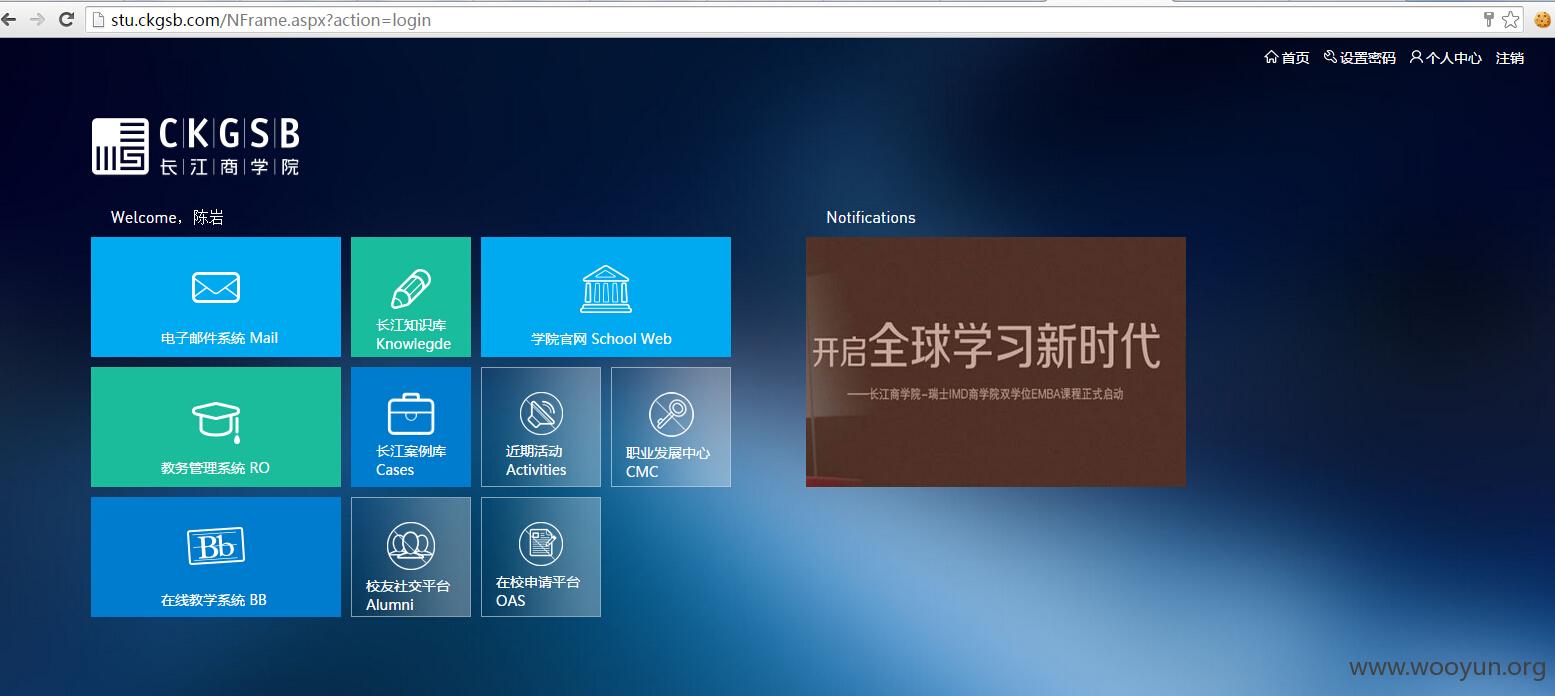 stu.ckgsb.com/NFrame.aspx?action=login
首页 设置密码 个人中心 注销
CKGSB
长江商学院
Welcome，陈岩
Notifications
电子邮件系统 Mail
长江知识库
Knowlegde
学院官网 School Web
开启全球学习新时代
——长江商学院-瑞士IMD商学院双学位EMBA课程正式启动
教务管理系统 RO
长江案例库
Cases
近期活动
Activities
职业发展中心
CMC
Bb
在线教学系统 BB
校友社交平台
Alumni
在校申请平台
OAS
www.wooyun.org